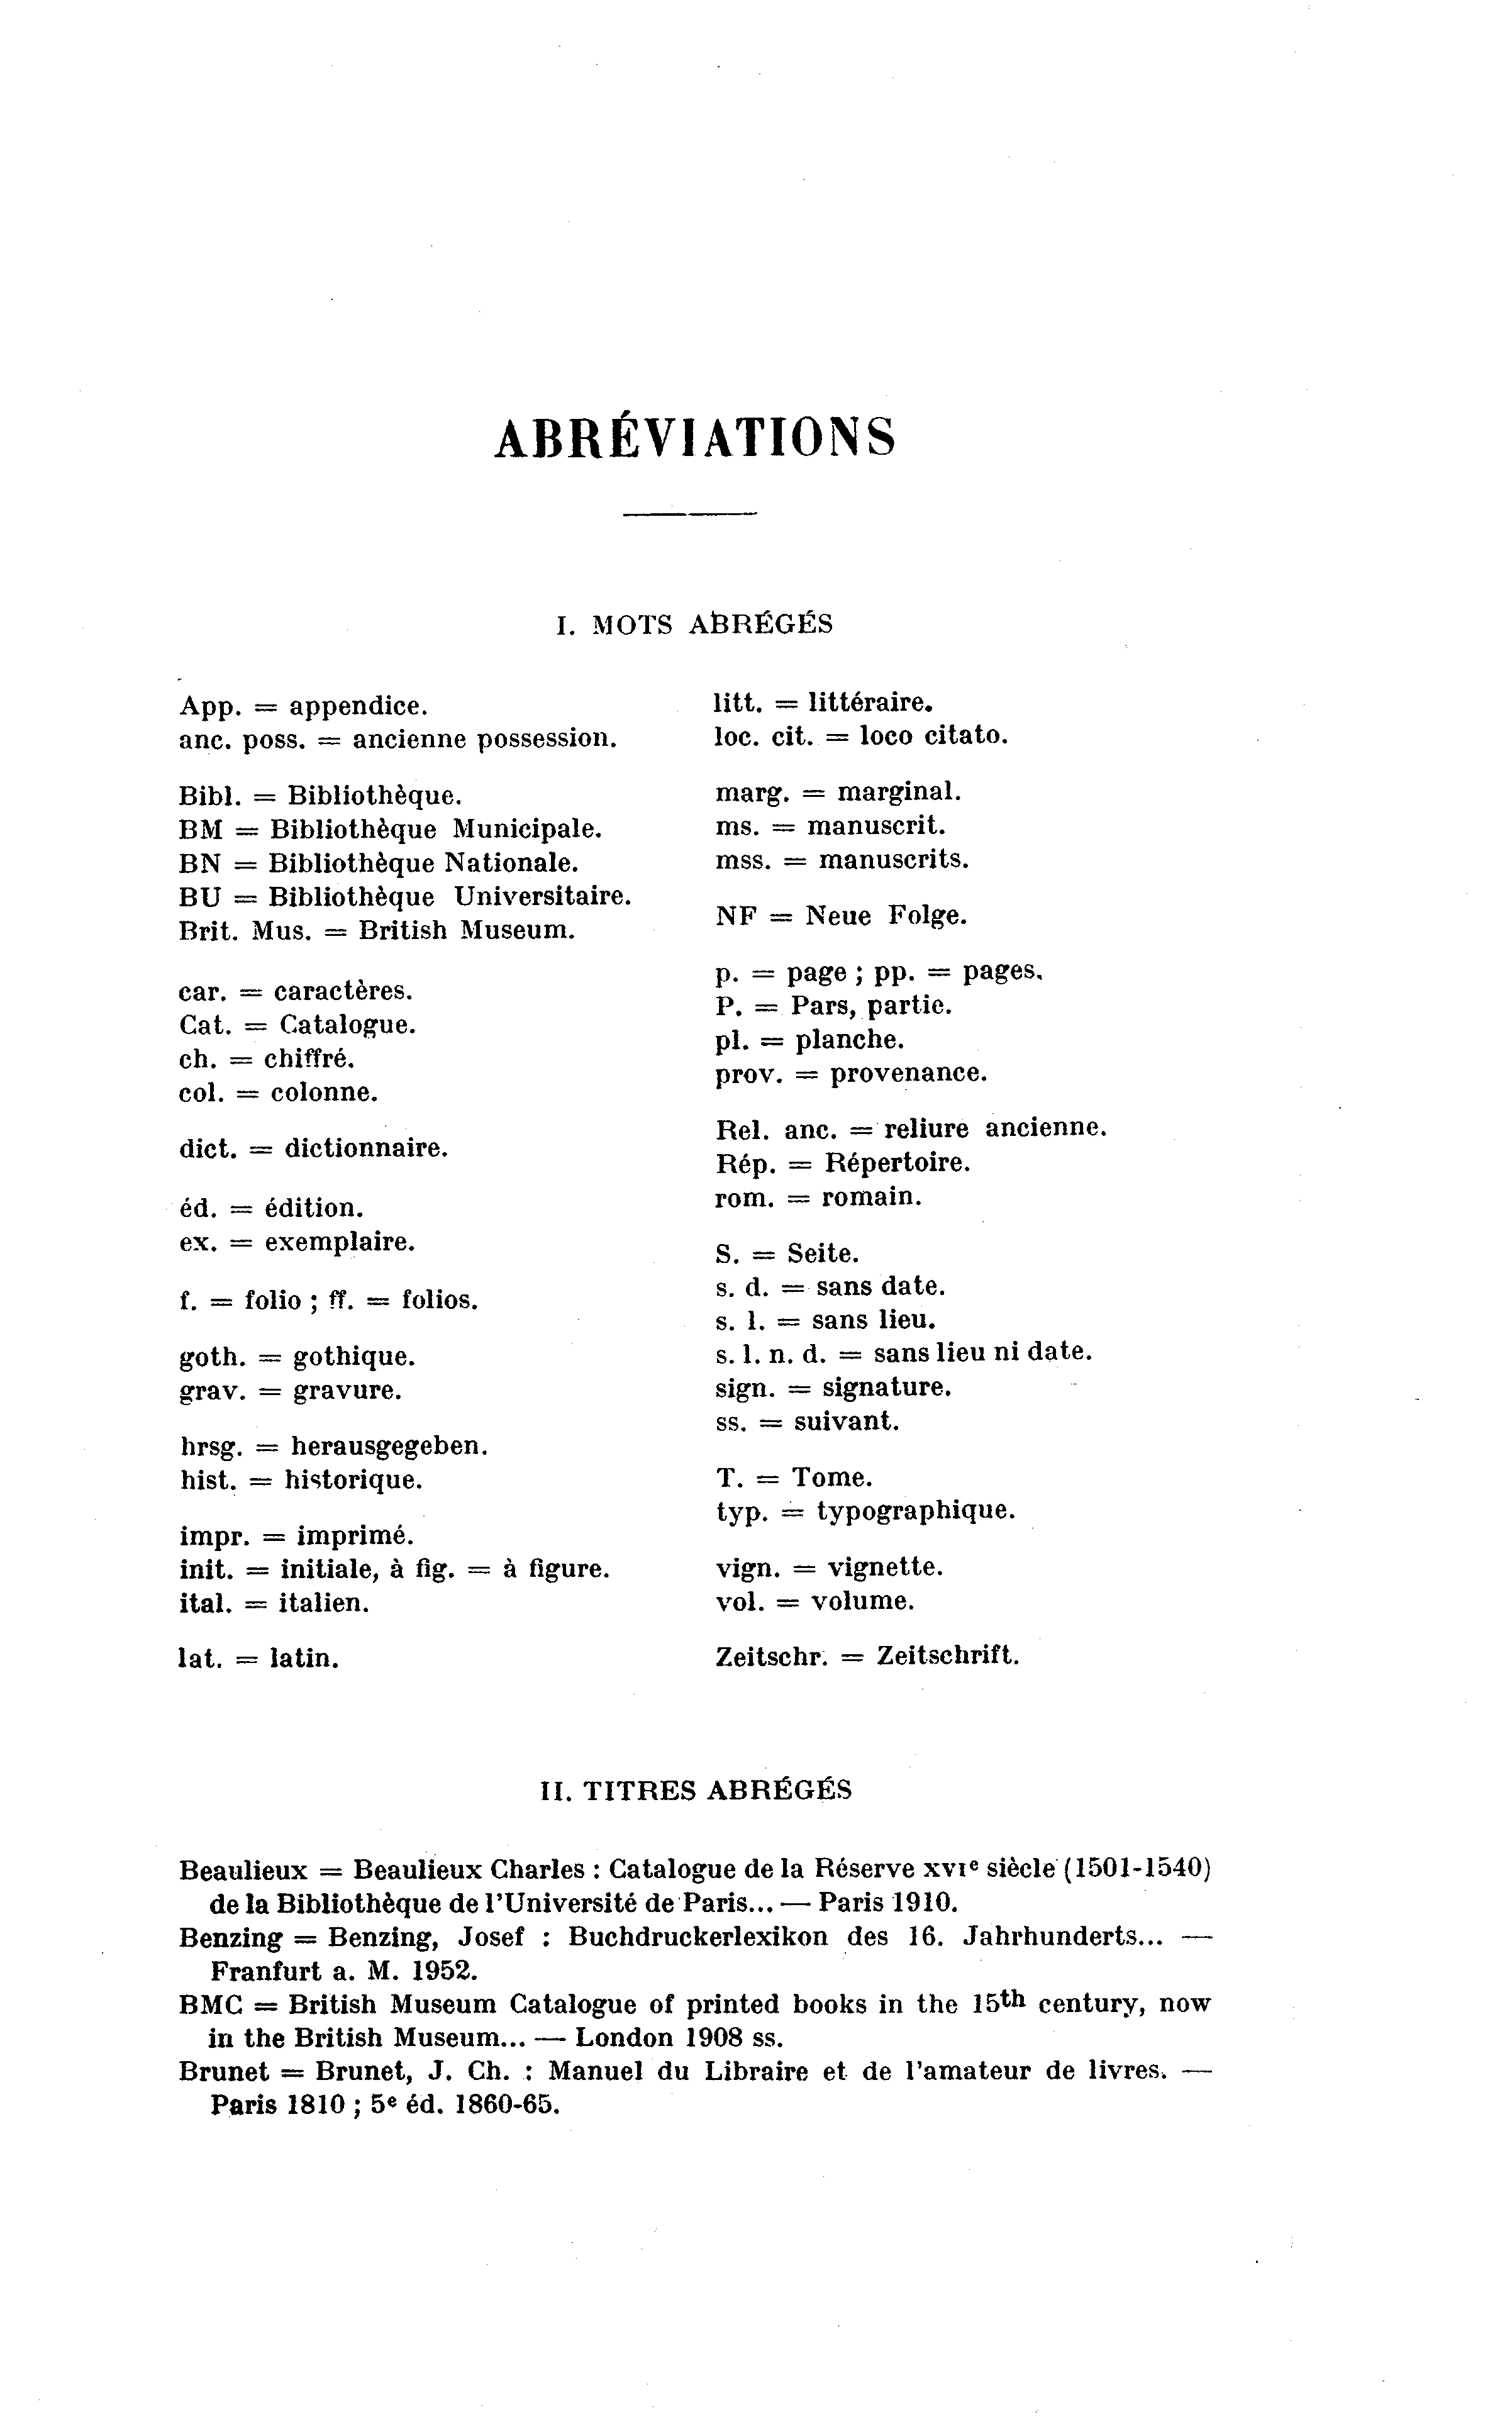 ABRÉVIATIONS
I. MOTS ABRÉGÉS
App. = appendice.
anc. poss. = ancienne possession.
Bibl. = Bibliothèque.
BM = Bibliothèque Municipale.
BN = Bibliothèque Nationale.
BU = Bibliothèque Universitaire.
Brit. Mus. = British Museum.
car. = caractères.
Cat. = Catalogue.
ch. = chiffré.
col. = colonne.
dict. = dictionnaire.
éd. = édition.
ex. = exemplaire.
f. = folio ; ff. = folios.
goth. = gothique.
grav. = gravure.
hrsg. = herausgegeben.
hist. = historique.
impr. = imprimé.
init. = initiale, à fig. = à figure.
ital. = italien.
lat. = latin.
litt. = littéraire.
loc. cit. = loco citato.
marg. = marginal.
ms. = manuscrit.
mss. = manuscrits.
NF = Neue Folge.
p. = page ; pp. = pages.
P. = Pars, partie.
pl. = planche.
prov. = provenance.
Rel. anc. = reliure ancienne.
Rép. = Répertoire.
rom. = romain.
S. = Seite.
s. d. = sans date.
s. l. = sans lieu.
s. l. n. d. = sans lieu ni date.
sign. = signature.
ss. = suivant.
T. = Tome.
typ. = typographique.
vign. = vignette.
vol. = volume.
Zeitschr. = Zeitschrift.
II. TITRES ABRÉGÉS
Beaulieux = Beaulieux Charles : Catalogue de la Réserve XVIe siècle (1501-1540)
de la Bibliothèque de l'Université de Paris... — Paris 1910.
Benzing = Benzing, Josef : Buchdruckerlexikon des 16. Jahrhunderts... —
Franfurt a. M. 1952.
BMC = British Museum Catalogue of printed books in the 15th century, now
in the British Museum... — London 1908 ss.
Brunet = Brunet, J. Ch. : Manuel du Libraire et de l'amateur de livres. —
Paris 1810 ; 5e éd. 1860-65.